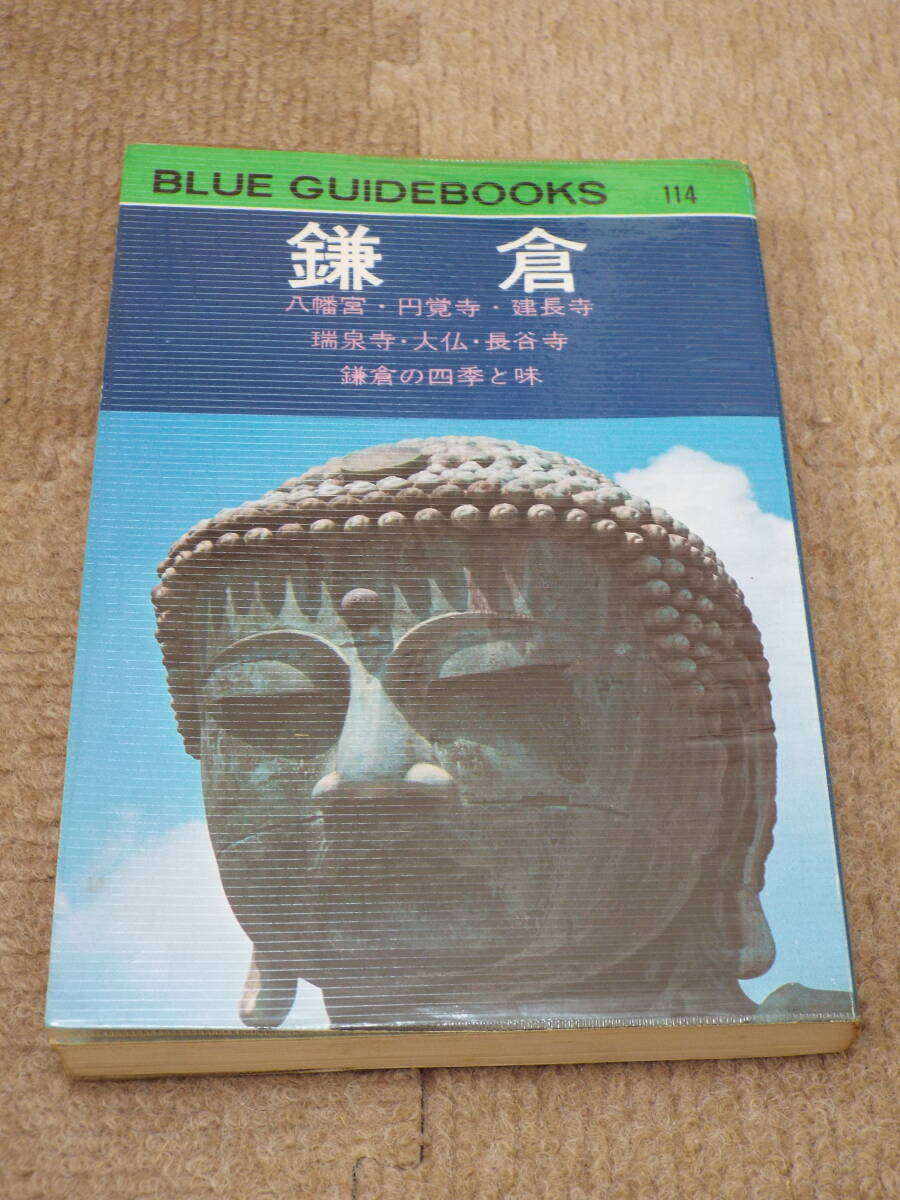 BLUE GUIDEBOOKS 114
鎌倉
八幡宮・円覚寺・建長寺
瑞泉寺・大仏・長谷寺
鎌倉の四季と味